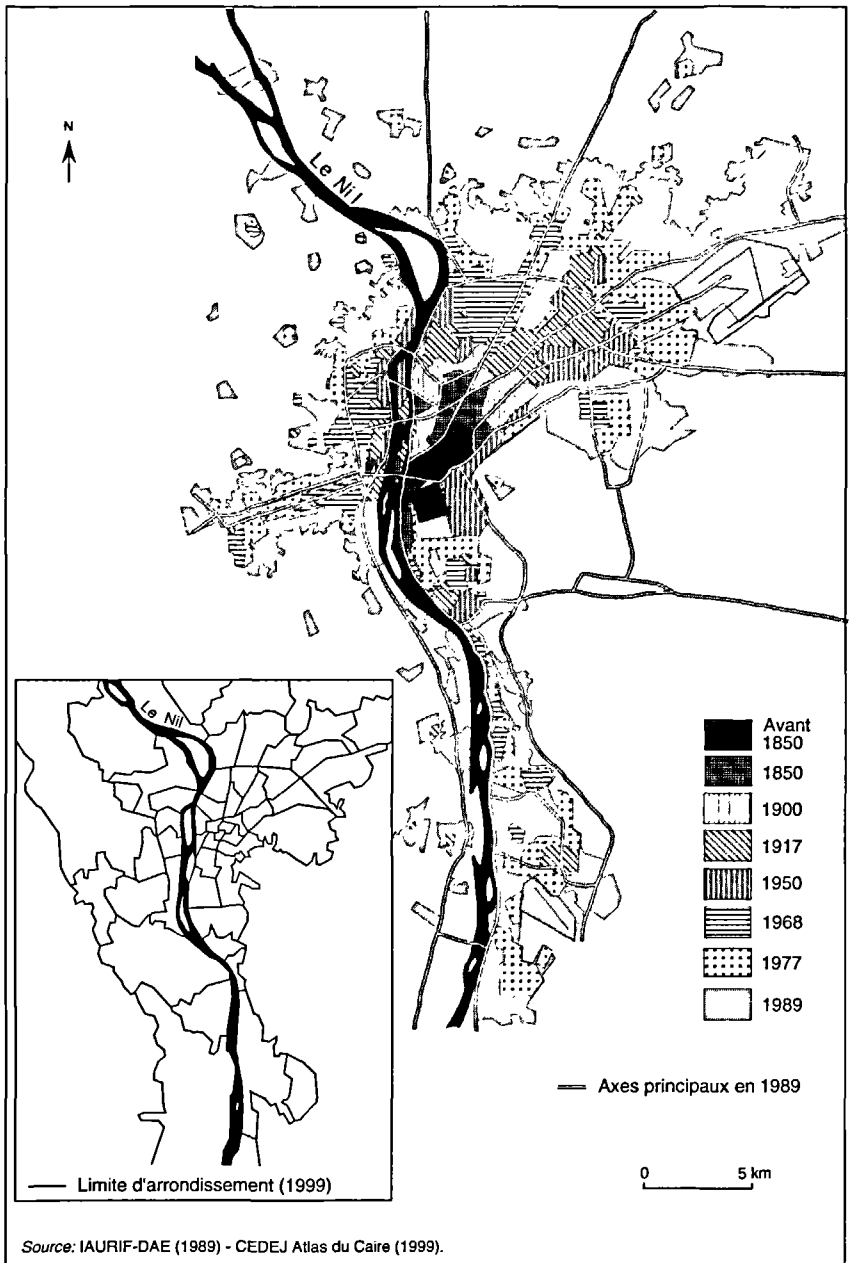 N
Le Nil
Le Nil
Avant
1850
1850
1900
1917
1950
1968
1977
1989
Axes principaux en 1989
0 5 km
Limite d'arrondissement (1999)
Source: IAURIF-DAE (1989) - CEDEJ Atlas du Caire (1999).